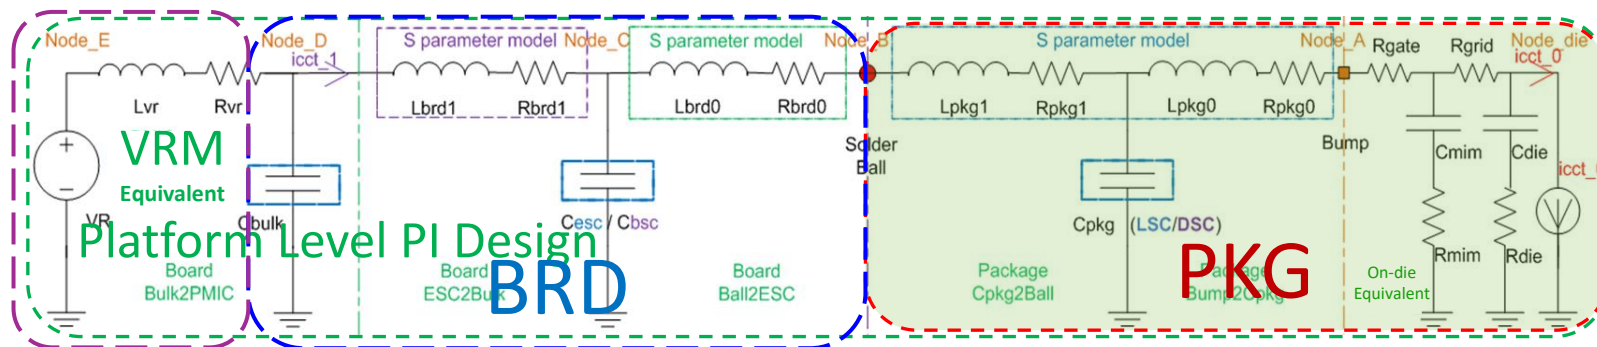 Node_E
Node_D
icct_1
S parameter model
Node_C
S parameter model
Node_B
S parameter model
Node_A
Rgate
Rgrid
Node_die
icct_0
Lvr
Rvr
Lbrd1
Rbrd1
Lbrd0
Rbrd0
Lpkg1
Rpkg1
Lpkg0
Rpkg0
VRM
Equivalent
+
−
VR
Cbulk
Cesc / Cbsc
Solder
Ball
Cpkg (LSC/DSC)
Bump
Cmim
Cdie
Rmim
Rdie
Platform Level PI Design
BRD
PKG
Board
Bulk2PMIC
Board
ESC2Bulk
Board
Ball2ESC
Package
Cpkg2Ball
Package
Bump2Cpkg
On-die
Equivalent